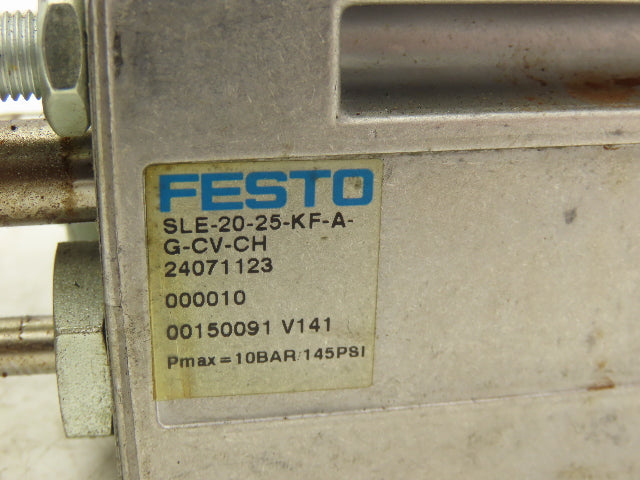 FESTO
SLE-20-25-KF-A-
G-CV-CH
24071123
000010
00150091 V141
Pmax=10BAR/145PSI